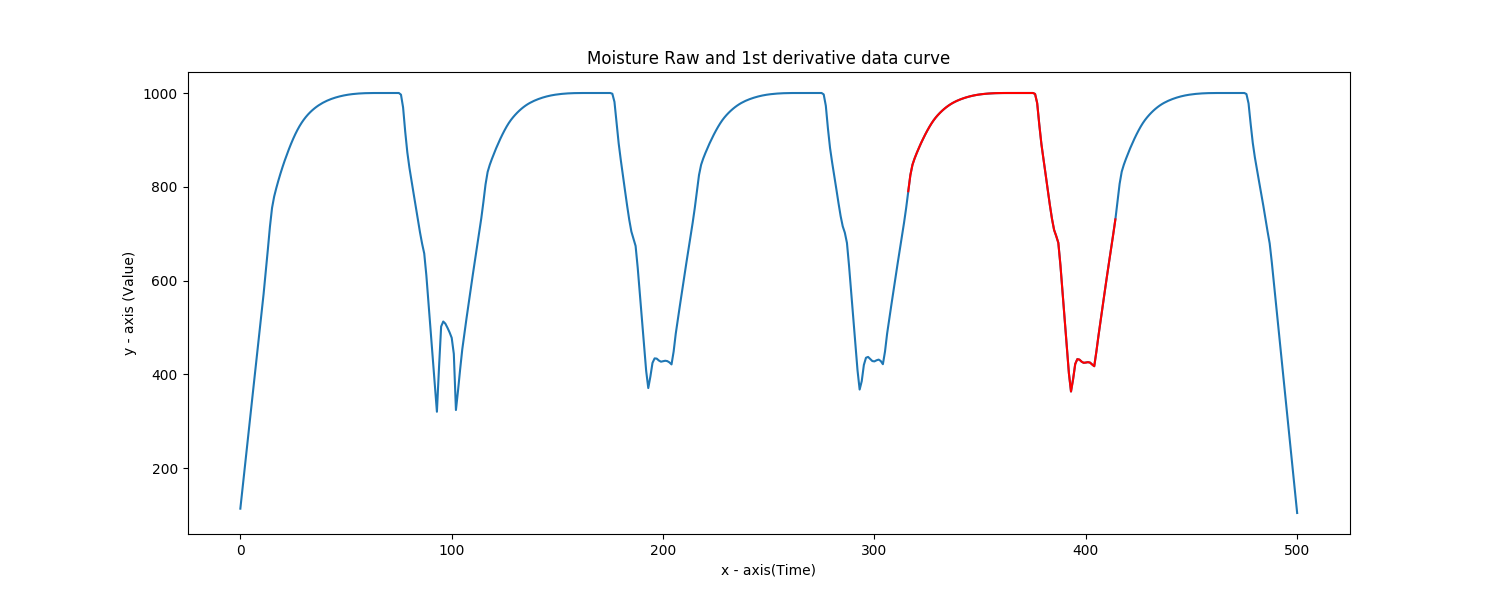 Moisture Raw and 1st derivative data curve
1000
800
600
400
200
y - axis (Value)
0 100 200 300 400 500
x - axis(Time)